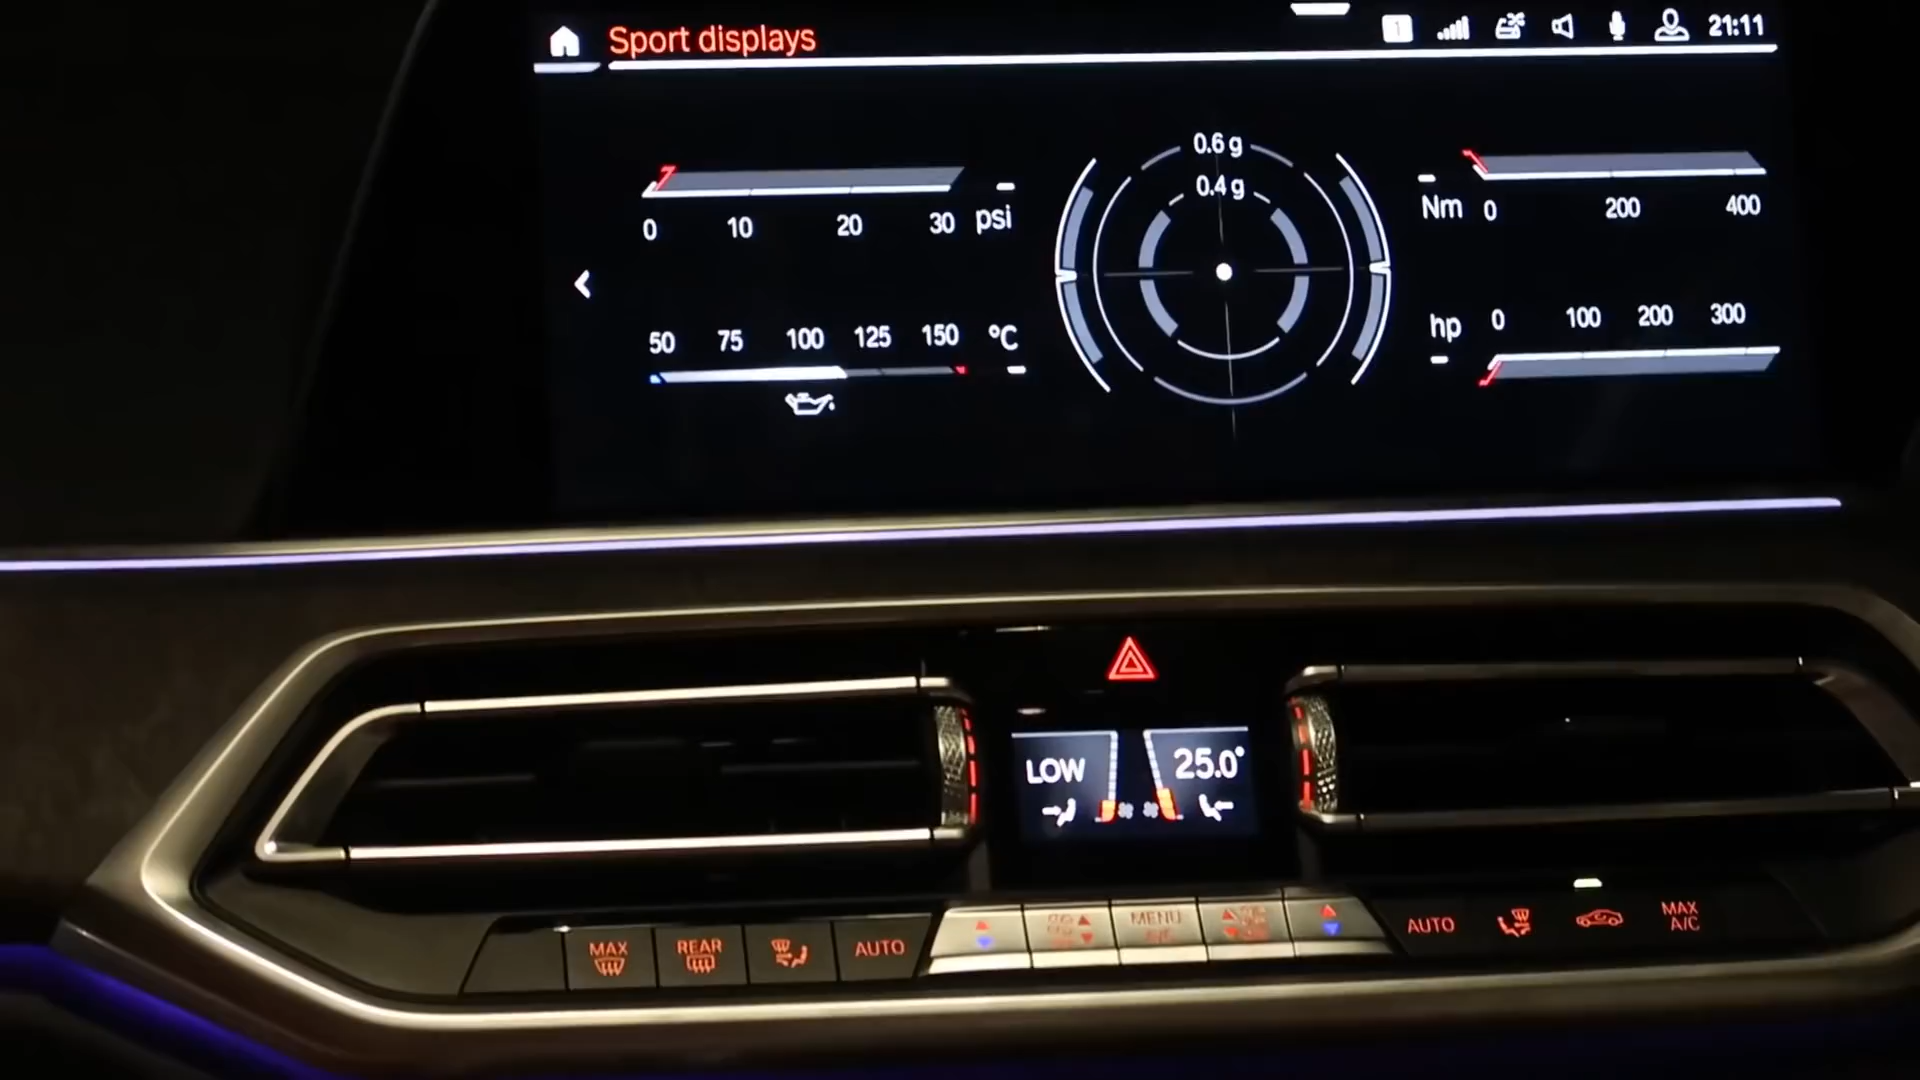 Sport displays
1
21:11
0.6 g
0.4 g
0 10 20 30 psi
Nm 0 200 400
50 75 100 125 150 °C
hp 0 100 200 300
LOW 25.0°
MAX
REAR
AUTO
MENU
AUTO
MAX
A/C